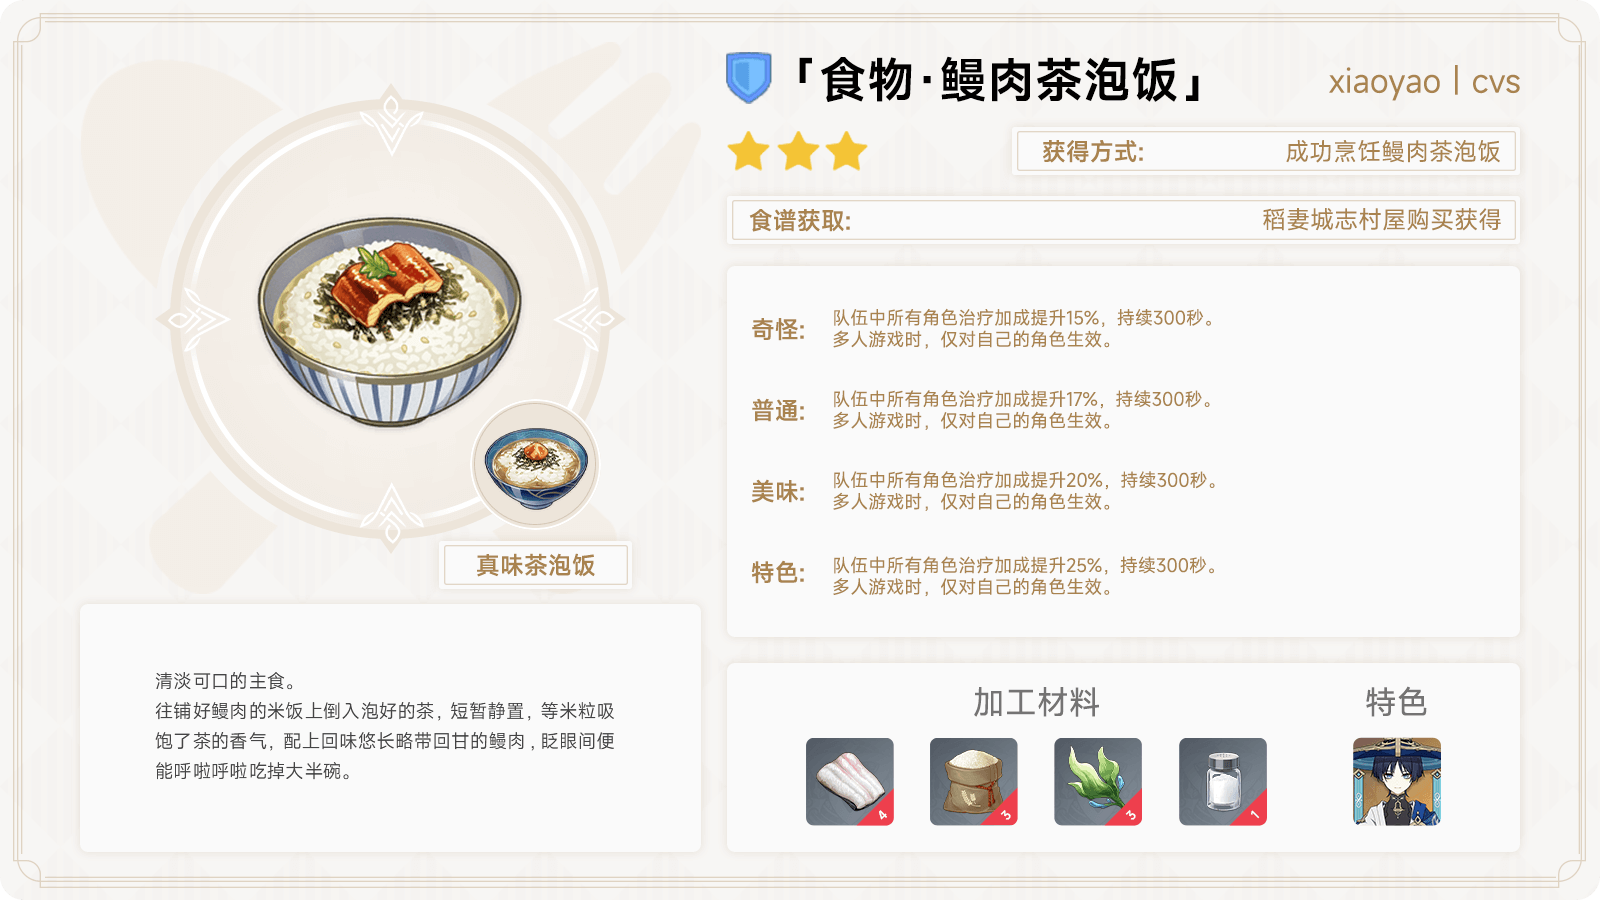 「食物·鳗肉茶泡饭」
xiaoyao | cvs
获得方式:
成功烹饪鳗肉茶泡饭
食谱获取:
稻妻城志村屋购买获得
奇怪:
队伍中所有角色治疗加成提升15%，持续300秒。
多人游戏时，仅对自己的角色生效。
普通:
队伍中所有角色治疗加成提升17%，持续300秒。
多人游戏时，仅对自己的角色生效。
美味:
队伍中所有角色治疗加成提升20%，持续300秒。
多人游戏时，仅对自己的角色生效。
特色:
队伍中所有角色治疗加成提升25%，持续300秒。
多人游戏时，仅对自己的角色生效。
真味茶泡饭
清淡可口的主食。
往铺好鳗肉的米饭上倒入泡好的茶，短暂静置，等米粒吸
饱了茶的香气，配上回味悠长略带回甘的鳗肉，眨眼间便
能呼啦呼啦吃掉大半碗。
加工材料
特色
4
3
3
1